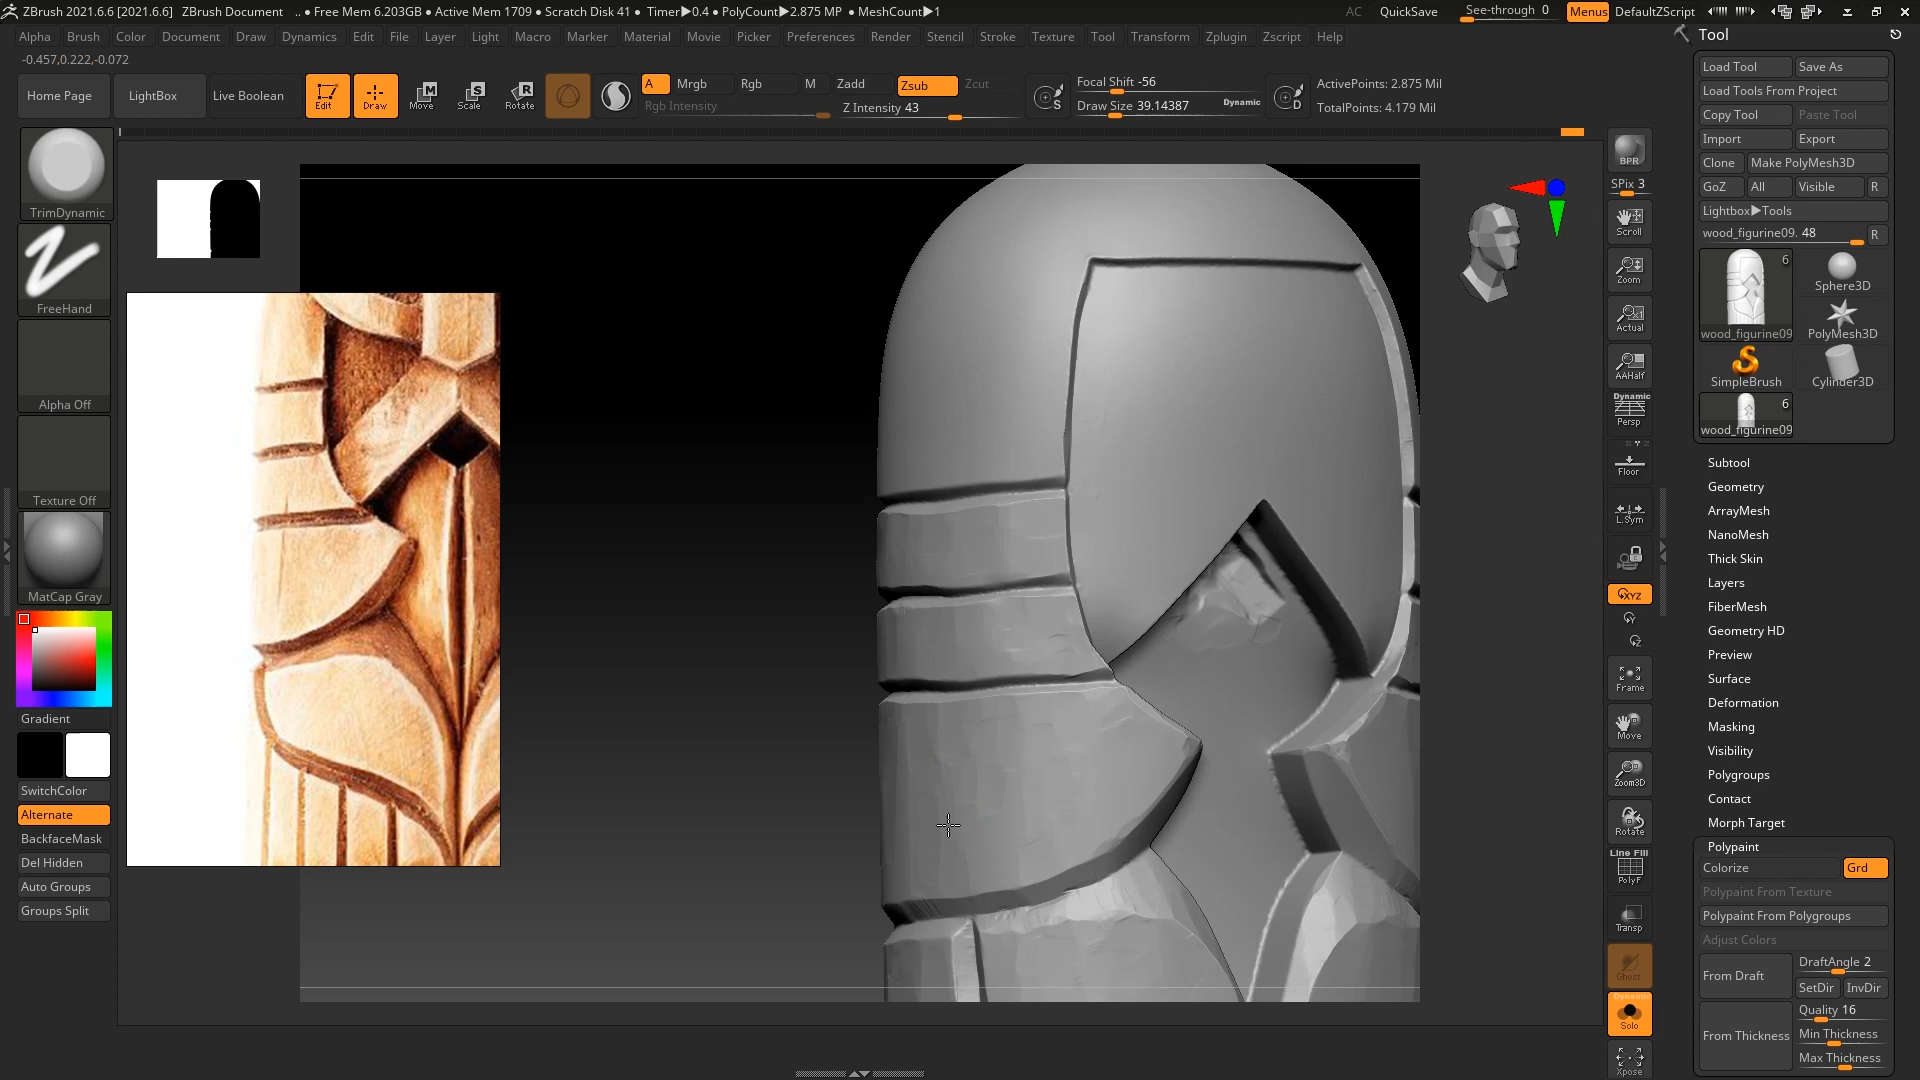 ZBrush 2021.6.6 [2021.6.6] ZBrush Document .. ● Free Mem 6.203GB ● Active Mem 1709 ● Scratch Disk 41 ● Timer▶0.4 ● PolyCount▶2.875 MP ● MeshCount▶1 AC QuickSave See-through 0 Menus DefaultZScript
Alpha Brush Color Document Draw Dynamics Edit File Layer Light Macro Marker Material Movie Picker Preferences Render Stencil Stroke Texture Tool Transform Zplugin Zscript Help
-0.457,0.222,-0.072
Home Page LightBox Live Boolean Edit Draw Move Scale Rotate
M S R
A Mrgb Rgb M Zadd Zsub Zcut
Rgb Intensity Z Intensity 43
S Focal Shift -56
Draw Size 39.14387 Dynamic
D ActivePoints: 2.875 Mil
TotalPoints: 4.179 Mil
TrimDynamic
FreeHand
Alpha Off
Texture Off
MatCap Gray
Gradient
SwitchColor
Alternate
BackfaceMask
Del Hidden
Auto Groups
Groups Split
BPR
SPix 3
Scroll
Zoom
Actual
AAHalf
Dynamic
Persp
Floor
L.Sym
XYZ
Y
Z
Frame
Move
Zoom3D
Rotate
Line Fill
PolyF
Transp
Ghost
Dynamic
Solo
Xpose
Tool
Load Tool Save As
Load Tools From Project
Copy Tool Paste Tool
Import Export
Clone Make PolyMesh3D
GoZ All Visible R
Lightbox▶Tools
wood_figurine09. 48 R
6
Sphere3D
wood_figurine09 PolyMesh3D
SimpleBrush Cylinder3D
6
wood_figurine09
Subtool
Geometry
ArrayMesh
NanoMesh
Thick Skin
Layers
FiberMesh
Geometry HD
Preview
Surface
Deformation
Masking
Visibility
Polygroups
Contact
Morph Target
Polypaint
Colorize Grd
Polypaint From Texture
Polypaint From Polygroups
Adjust Colors
From Draft DraftAngle 2
SetDir InvDir
From Thickness Quality 16
Min Thickness
Max Thickness